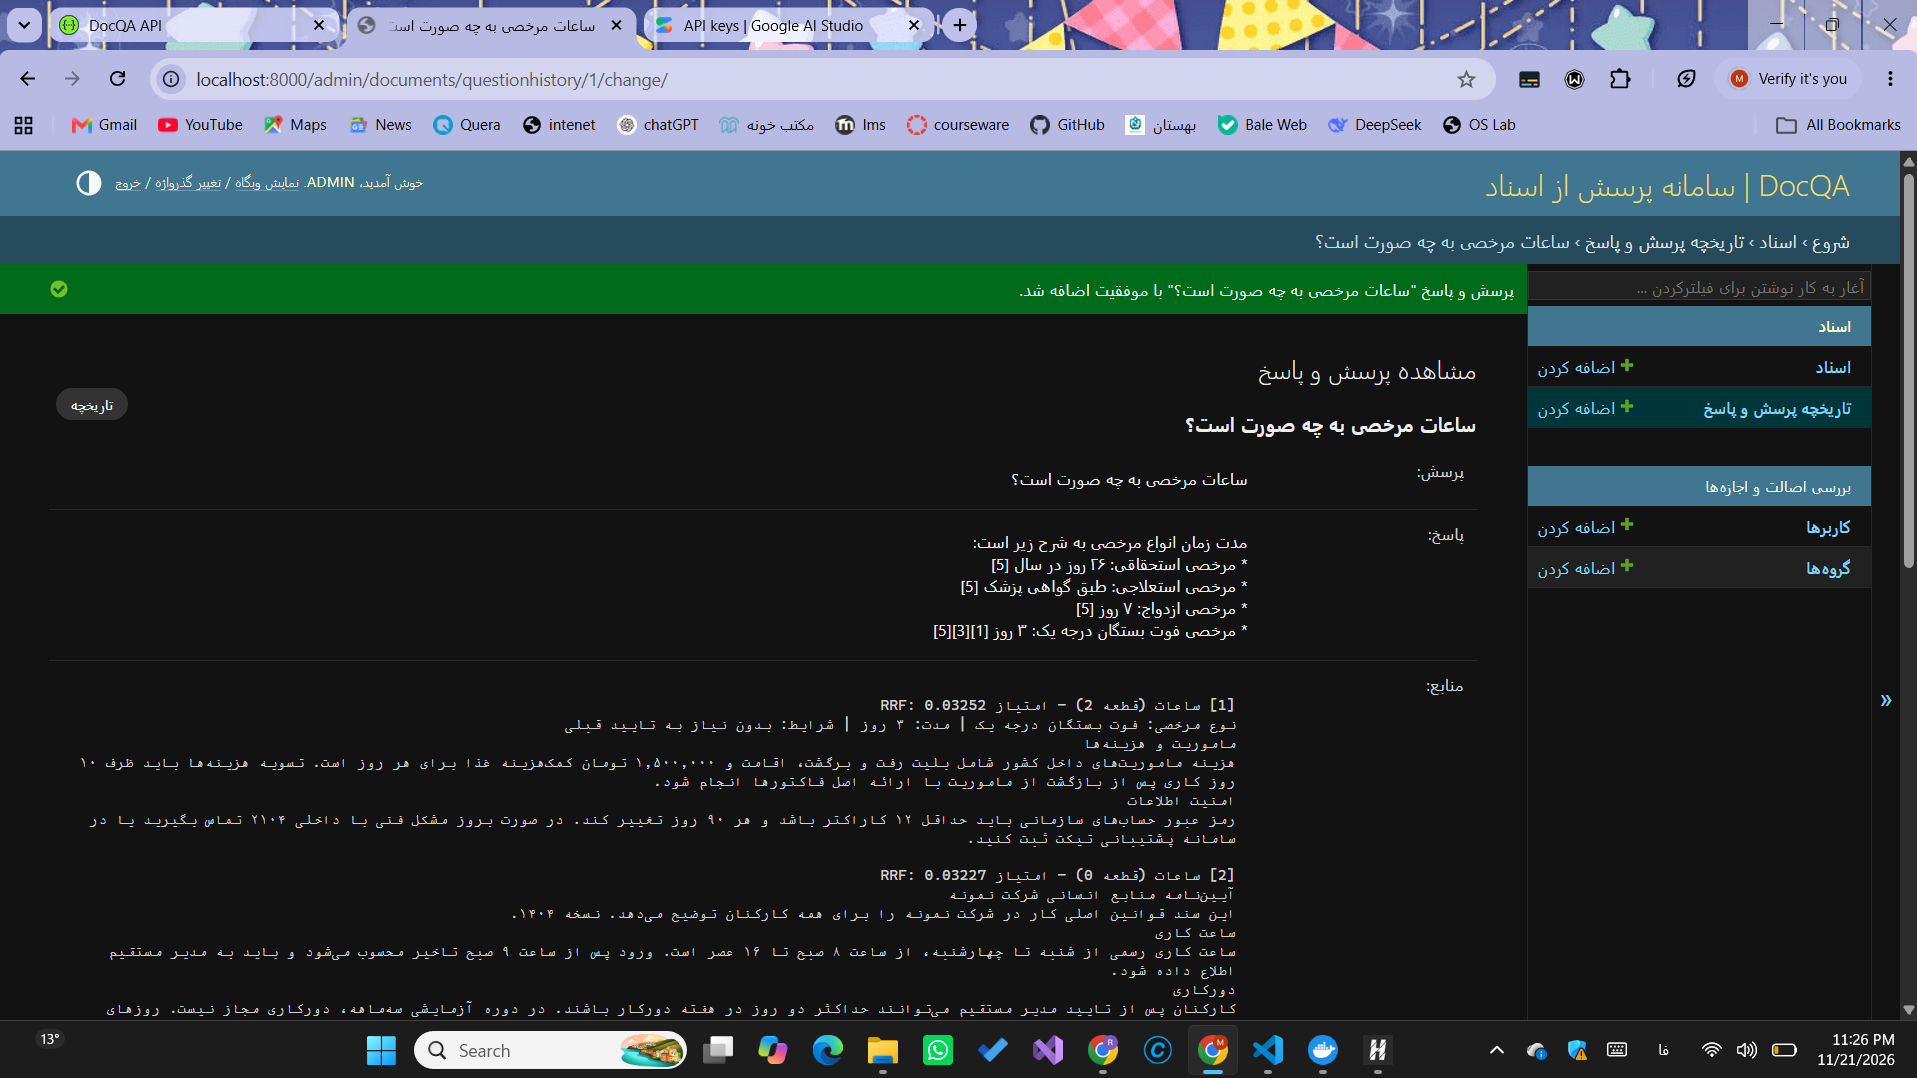 DocQA API
ساعات مرخصی به چه صورت است
API keys | Google AI Studio
localhost:8000/admin/documents/questionhistory/1/change/
Verify it's you
Gmail
YouTube
Maps
News
Quera
intenet
chatGPT
مکتب خونه
lms
courseware
GitHub
بهستان
Bale Web
DeepSeek
OS Lab
All Bookmarks
DocQA | سامانه پرسش از اسناد
خوش آمدید، ADMIN. نمایش وبگاه / تغییر گذرواژه / خروج
شروع › اسناد › تاریخچه پرسش و پاسخ › ساعات مرخصی به چه صورت است؟
پرسش و پاسخ "ساعات مرخصی به چه صورت است؟" با موفقیت اضافه شد.
آغاز به کار نوشتن برای فیلترکردن ...
اسناد
اسناد
اضافه کردن
تاریخچه پرسش و پاسخ
اضافه کردن
بررسی اصالت و اجازه‌ها
کاربرها
اضافه کردن
گروه‌ها
اضافه کردن
»
مشاهده پرسش و پاسخ
تاریخچه
ساعات مرخصی به چه صورت است؟
پرسش:
ساعات مرخصی به چه صورت است؟
پاسخ:
مدت زمان انواع مرخصی به شرح زیر است:
* مرخصی استحقاقی: ۲۶ روز در سال [5]
* مرخصی استعلاجی: طبق گواهی پزشک [5]
* مرخصی ازدواج: ۷ روز [5]
* مرخصی فوت بستگان درجه یک: ۳ روز [1][3][5]
منابع:
[1] ساعات (قطعه 2) - امتیاز RRF: 0.03252
نوع مرخصی: فوت بستگان درجه یک | مدت: ۳ روز | شرایط: بدون نیاز به تایید قبلی
ماموریت و هزینه‌ها
هزینه ماموریت‌های داخل کشور شامل بلیت رفت و برگشت، اقامت و ۱,۵۰۰,۰۰۰ تومان کمک‌هزینه غذا برای هر روز است. تسویه هزینه‌ها باید ظرف ۱۰
روز کاری پس از بازگشت از ماموریت با ارائه اصل فاکتورها انجام شود.
امنیت اطلاعات
رمز عبور حساب‌های سازمانی باید حداقل ۱۲ کاراکتر باشد و هر ۹۰ روز تغییر کند. در صورت بروز مشکل فنی با داخلی ۲۱۰۴ تماس بگیرید یا در
سامانه پشتیبانی تیکت ثبت کنید.
[2] ساعات (قطعه 0) - امتیاز RRF: 0.03227
آیین‌نامه منابع انسانی شرکت نمونه
این سند قوانین اصلی کار در شرکت نمونه را برای همه کارکنان توضیح می‌دهد. نسخه ۱۴۰۴.
ساعت کاری
ساعت کاری رسمی از شنبه تا چهارشنبه، از ساعت ۸ صبح تا ۱۶ عصر است. ورود پس از ساعت ۹ صبح تاخیر محسوب می‌شود و باید به مدیر مستقیم
اطلاع داده شود.
دورکاری
کارکنان پس از تایید مدیر مستقیم می‌توانند حداکثر دو روز در هفته دورکار باشند. در دوره آزمایشی سه‌ماهه، دورکاری مجاز نیست. روزهای
13°
Search
فا
11:26 PM
11/21/2026